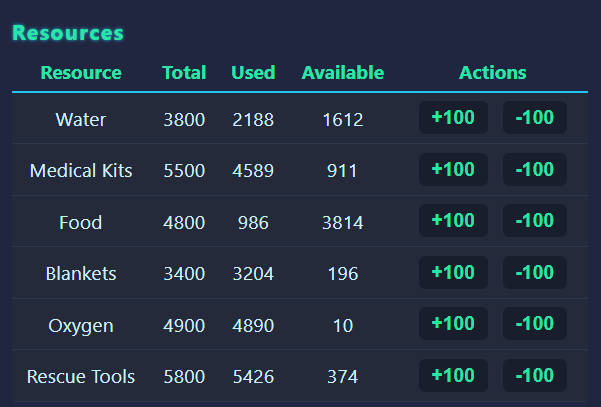 Resources
Resource Total Used Available Actions
Water 3800 2188 1612 +100 -100
Medical Kits 5500 4589 911 +100 -100
Food 4800 986 3814 +100 -100
Blankets 3400 3204 196 +100 -100
Oxygen 4900 4890 10 +100 -100
Rescue Tools 5800 5426 374 +100 -100